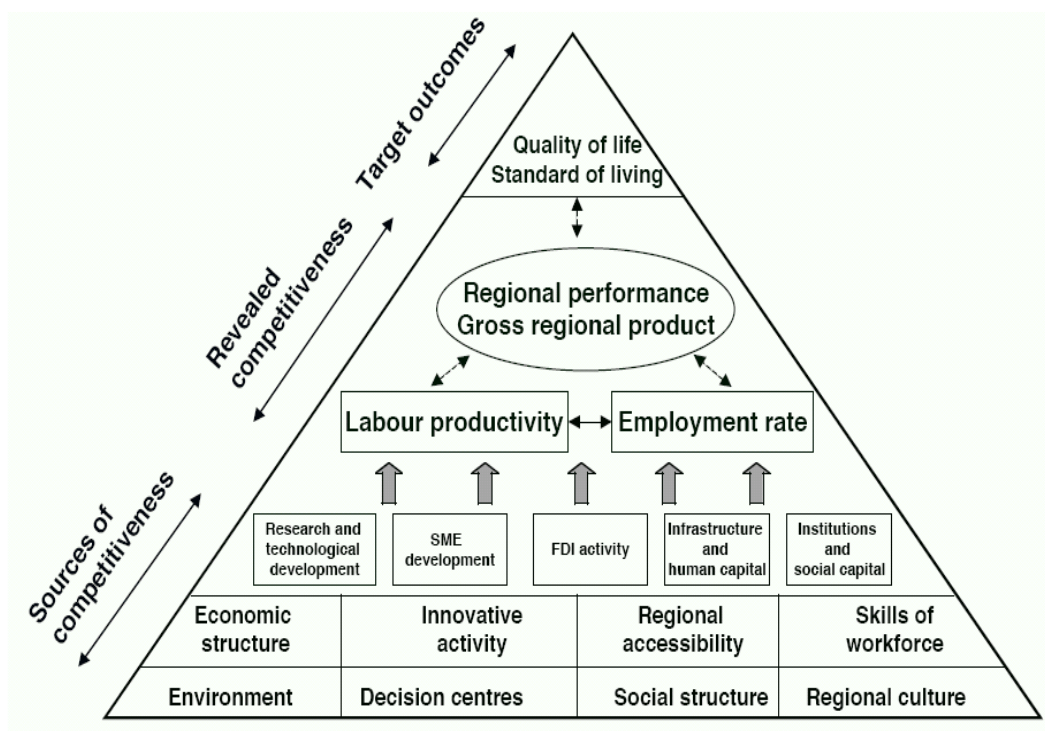 Target outcomes
Quality of life
Standard of living
Revealed
competitiveness
Regional performance
Gross regional product
Labour productivity
Employment rate
Sources of
competitiveness
Research and
technological
development
SME
development
FDI activity
Infrastructure
and
human capital
Institutions
and
social capital
Economic
structure
Innovative
activity
Regional
accessibility
Skills of
workforce
Environment
Decision centres
Social structure
Regional culture